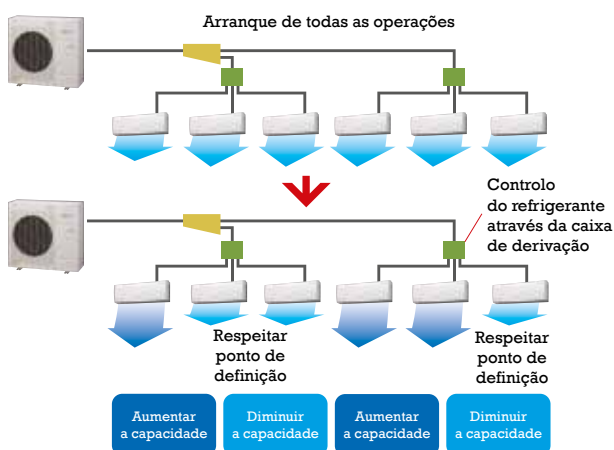 Arranque de todas as operações
Controlo
do refrigerante
através da caixa
de derivação
Respeitar
ponto de
definição
Respeitar
ponto de
definição
Aumentar
a capacidade
Diminuir
a capacidade
Aumentar
a capacidade
Diminuir
a capacidade